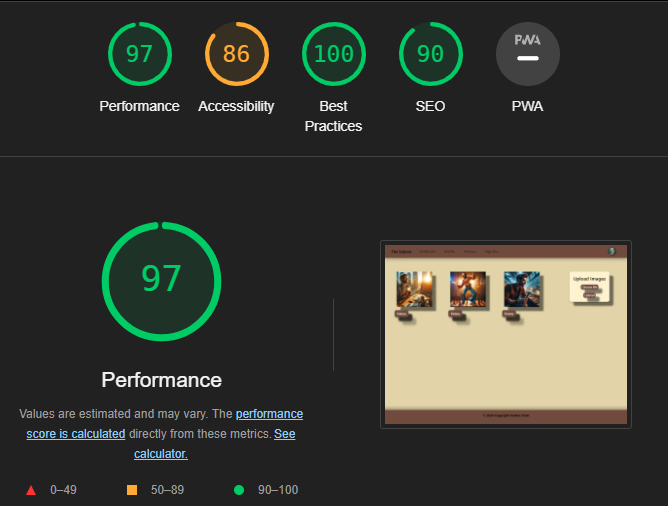 97
86
100
90
PWA
Performance
Accessibility
Best
Practices
SEO
PWA
97
Upload Images
Performance
Values are estimated and may vary. The performance
score is calculated directly from these metrics. See
calculator.
0–49
50–89
90–100